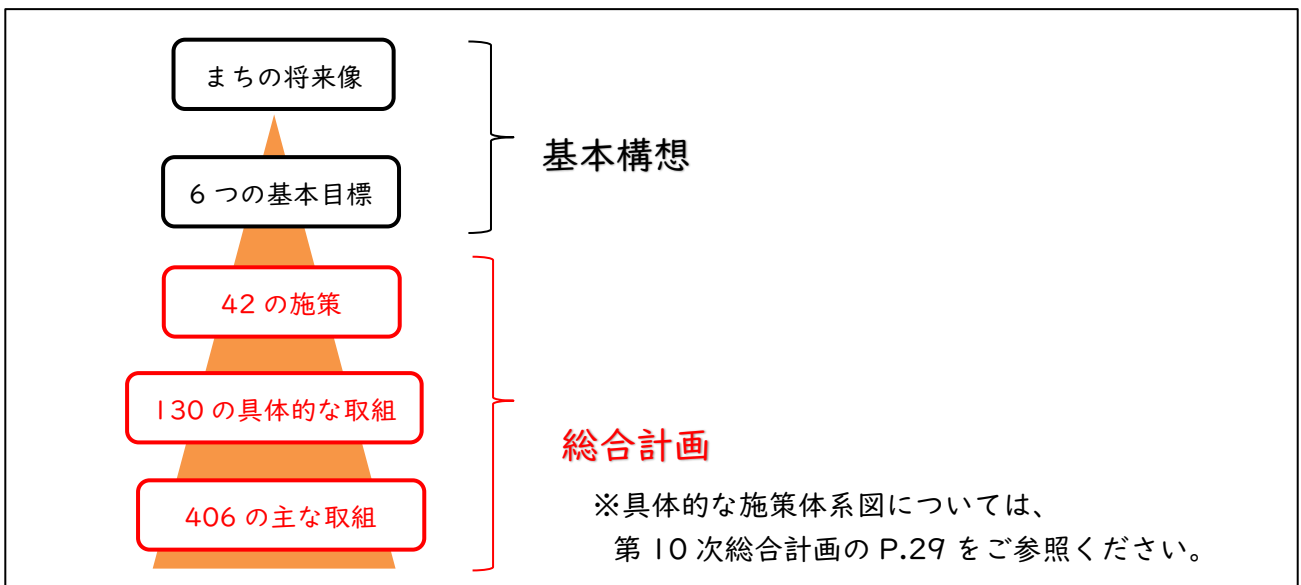 まちの将来像
6つの基本目標
基本構想
42の施策
130の具体的な取組
406の主な取組
総合計画
※具体的な施策体系図については、
第10次総合計画のP.29をご参照ください。